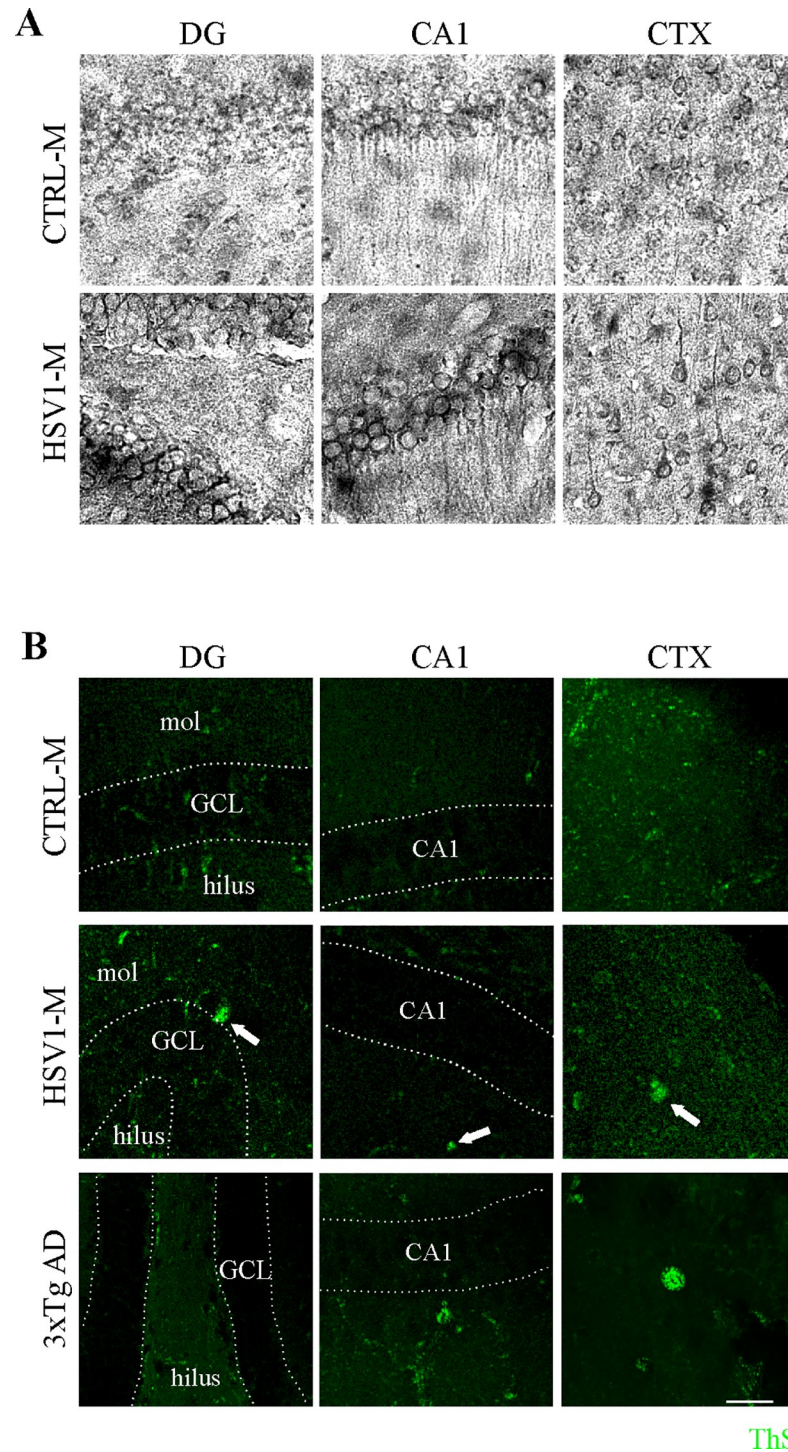 A
DG CA1 CTX
CTRL-M
HSV1-M
B
DG CA1 CTX
CTRL-M
mol
GCL
CA1
hilus
HSV1-M
mol
CA1
GCL
hilus
3xTg AD
CA1
GCL
hilus
ThS